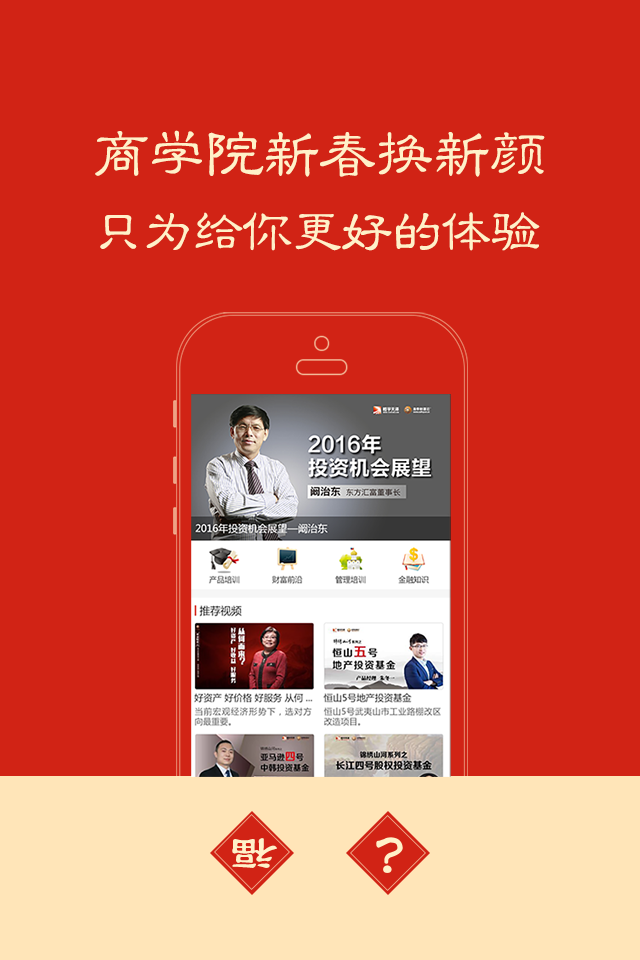 商学院新春换新颜
只为给你更好的体验
2016年
投资机会展望
阚治东 东方汇富董事长
2016年投资机会展望—阚治东
产品培训 财富前沿 管理培训 金融知识
推荐视频
从何而来?
好服务
好价格
好资产
恒山五号
地产投资基金
产品经理
好资产 好价格 好服务 从何 ...
当前宏观经济形势下，选对方
向最重要。
恒山5号地产投资基金
恒山5号武夷山市工业路棚改区
改造项目。
亚马逊四号
中韩投资基金
锦绣山河系列之
长江四号股权投资基金
福
?